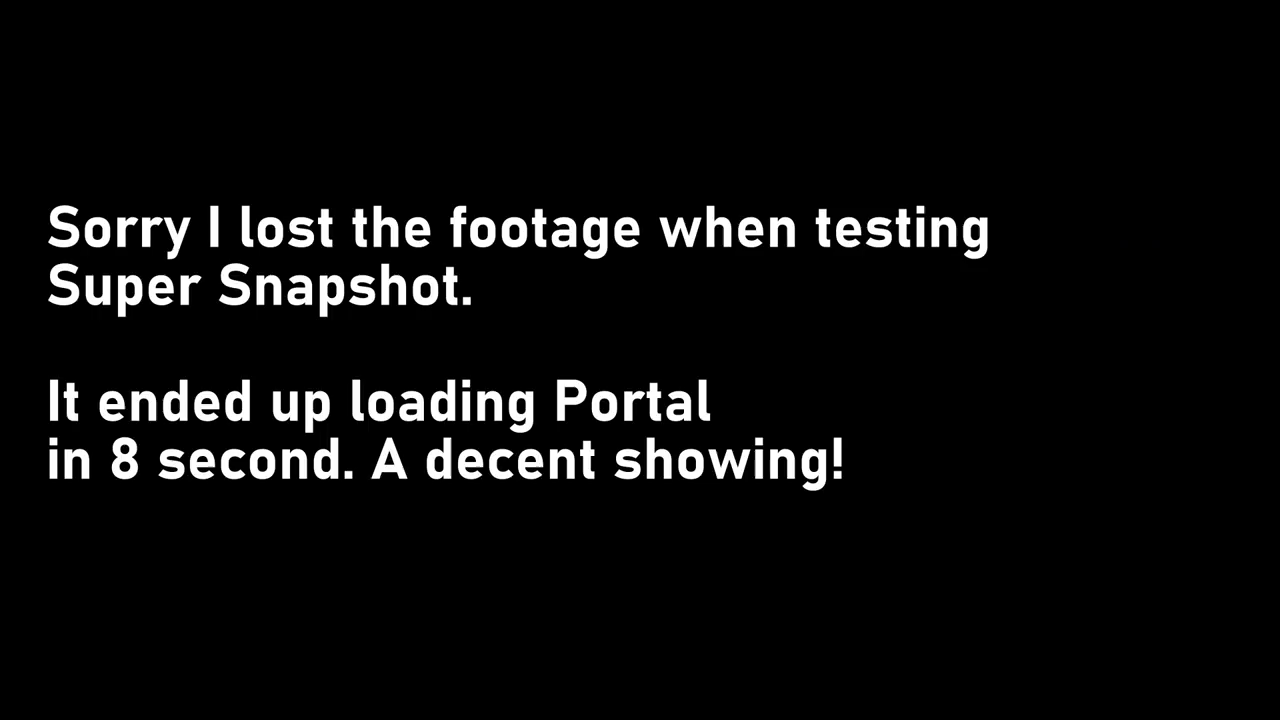 Sorry I lost the footage when testing
Super Snapshot.
It ended up loading Portal
in 8 second. A decent showing!